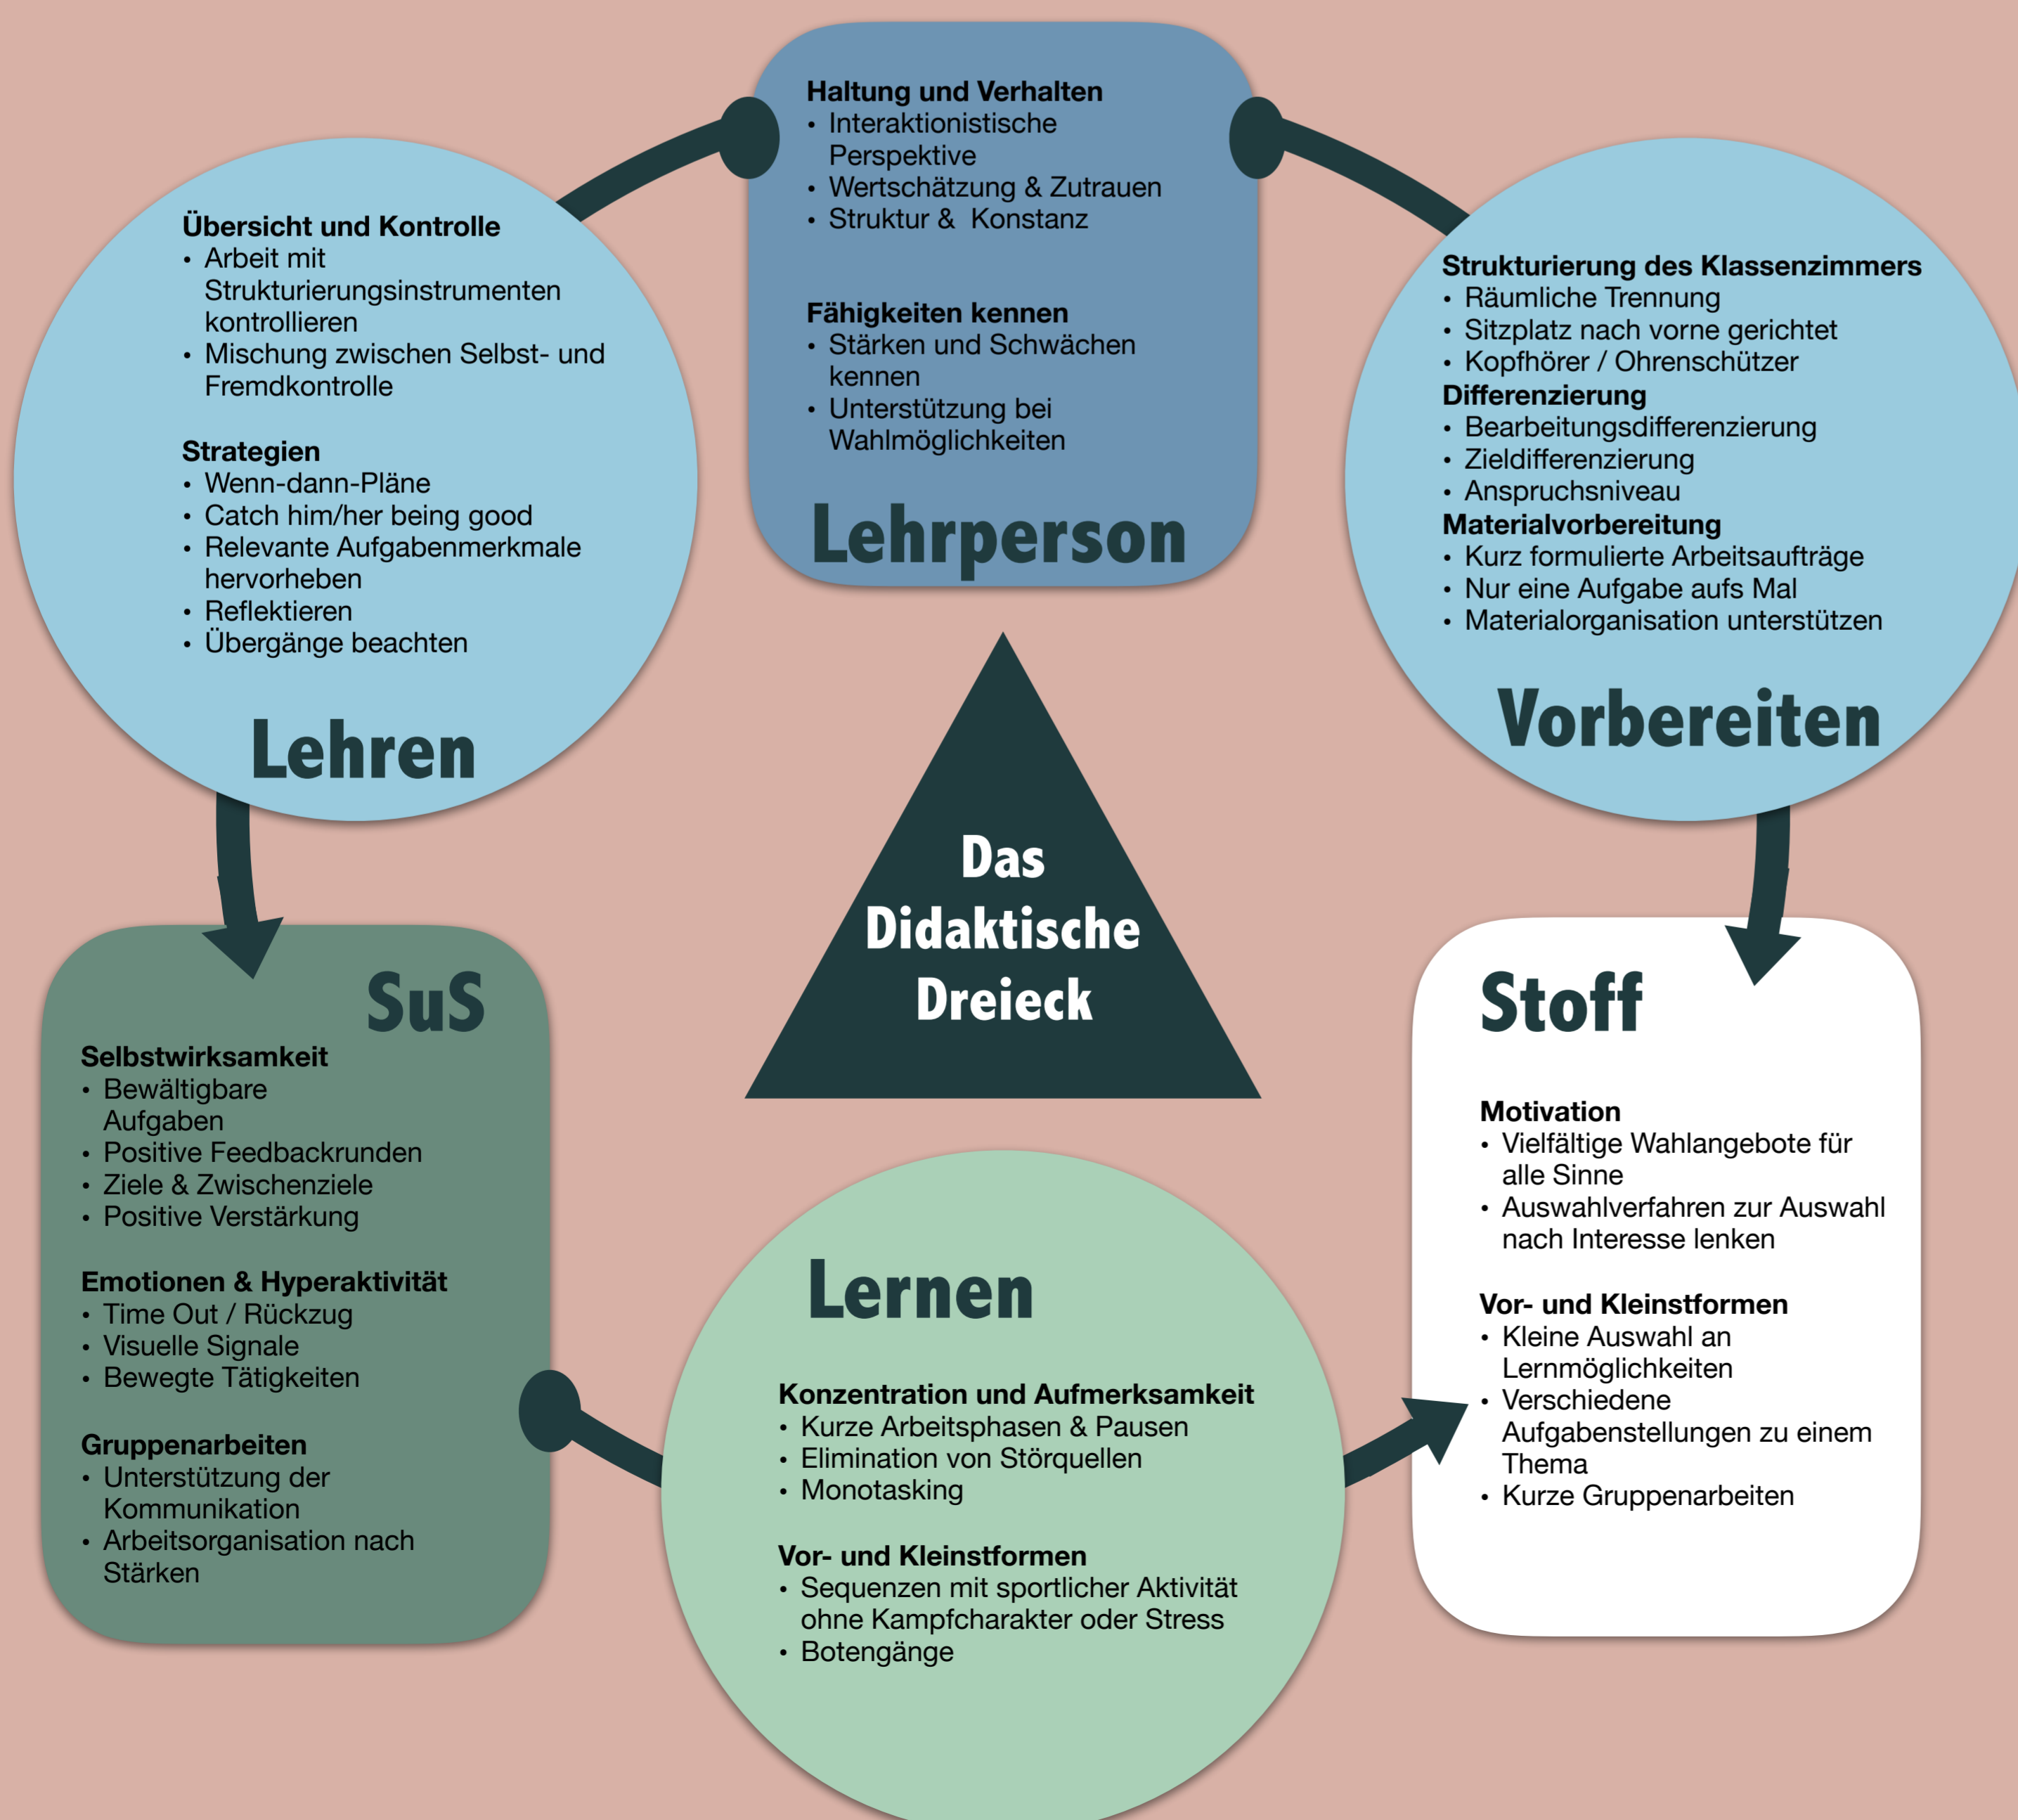 Haltung und Verhalten
• Interaktionistische
Perspektive
• Wertschätzung & Zutrauen
• Struktur & Konstanz
Fähigkeiten kennen
• Stärken und Schwächen
kennen
• Unterstützung bei
Wahlmöglichkeiten
Lehrperson
Übersicht und Kontrolle
• Arbeit mit
Strukturierungsinstrumenten
kontrollieren
• Mischung zwischen Selbst- und
Fremdkontrolle
Strategien
• Wenn-dann-Pläne
• Catch him/her being good
• Relevante Aufgabenmerkmale
hervorheben
• Reflektieren
• Übergänge beachten
Lehren
Strukturierung des Klassenzimmers
• Räumliche Trennung
• Sitzplatz nach vorne gerichtet
• Kopfhörer / Ohrenschützer
Differenzierung
• Bearbeitungsdifferenzierung
• Zieldifferenzierung
• Anspruchsniveau
Materialvorbereitung
• Kurz formulierte Arbeitsaufträge
• Nur eine Aufgabe aufs Mal
• Materialorganisation unterstützen
Vorbereiten
Das
Didaktische
Dreieck
SuS
Selbstwirksamkeit
• Bewältigbare
Aufgaben
• Positive Feedbackrunden
• Ziele & Zwischenziele
• Positive Verstärkung
Emotionen & Hyperaktivität
• Time Out / Rückzug
• Visuelle Signale
• Bewegte Tätigkeiten
Gruppenarbeiten
• Unterstützung der
Kommunikation
• Arbeitsorganisation nach
Stärken
Lernen
Konzentration und Aufmerksamkeit
• Kurze Arbeitsphasen & Pausen
• Elimination von Störquellen
• Monotasking
Vor- und Kleinstformen
• Sequenzen mit sportlicher Aktivität
ohne Kampfcharakter oder Stress
• Botengänge
Stoff
Motivation
• Vielfältige Wahlangebote für
alle Sinne
• Auswahlverfahren zur Auswahl
nach Interesse lenken
Vor- und Kleinstformen
• Kleine Auswahl an
Lernmöglichkeiten
• Verschiedene
Aufgabenstellungen zu einem
Thema
• Kurze Gruppenarbeiten